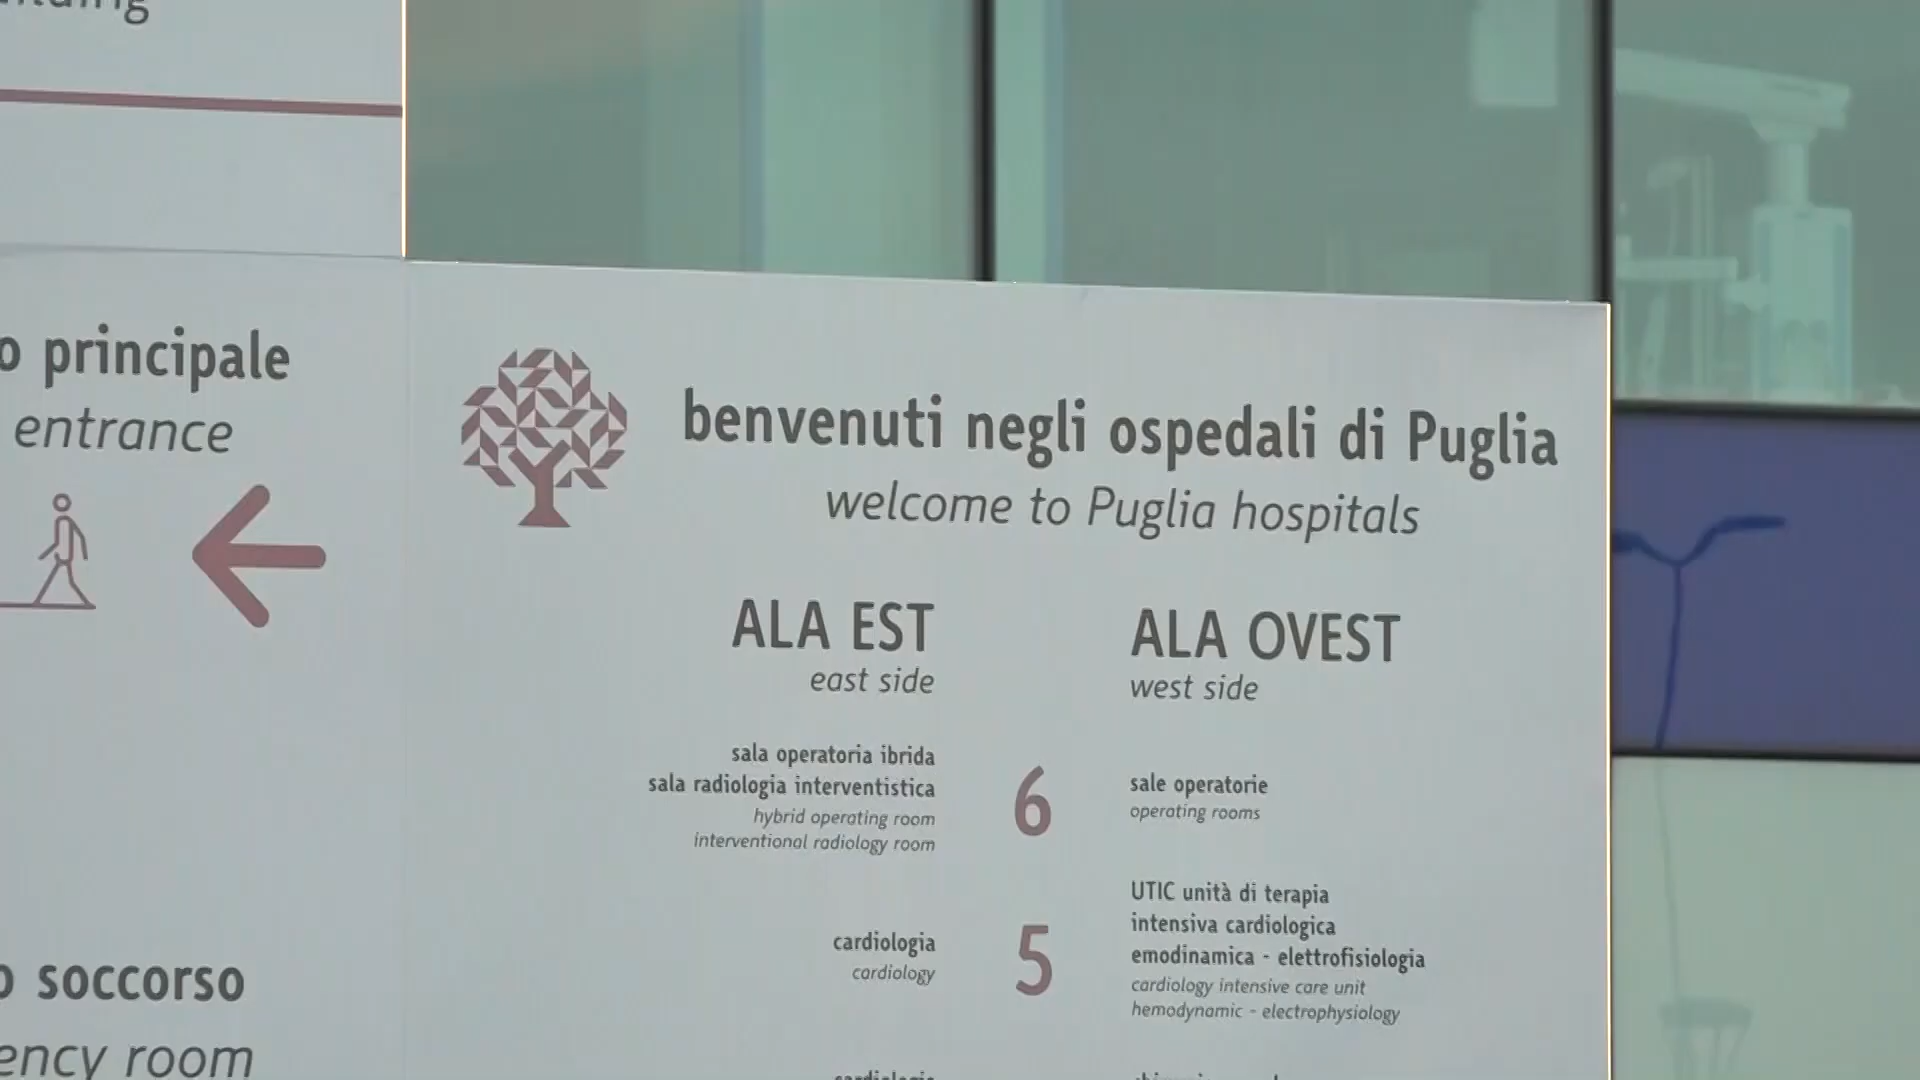 principale
entrance
soccorso
room
benvenuti negli ospedali di Puglia
welcome to Puglia hospitals
ALA EST
east side
ALA OVEST
west side
sala operatoria ibrida
sala radiologia interventistica
hybrid operating room
interventional radiology room
6
sale operatorie
operating rooms
cardiologia
cardiology
5
UTIC unità di terapia
intensiva cardiologica
emodinamica - elettrofisiologia
cardiology intensive care unit
hemodynamic - electrophysiology